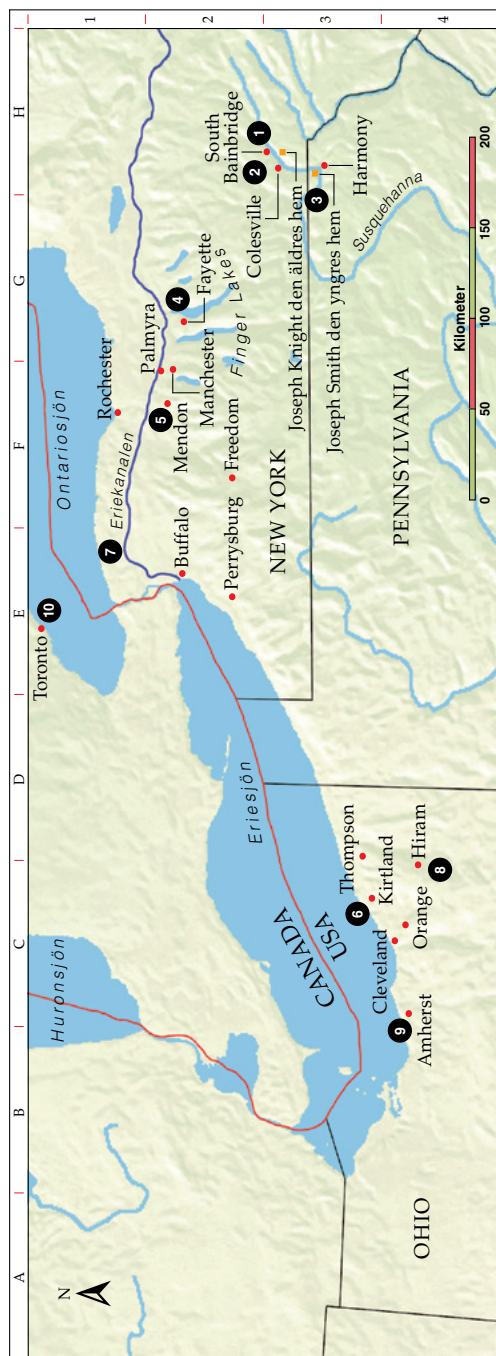 A
B
C
D
E
F
G
H
1
2
3
4
N
Huronsjön
Toronto
10
Ontariosjön
7
Eriekanalen
Rochester
Palmyra
Manchester
5
Mendon
4
Fayette
Finger Lakes
Buffalo
Perrysburg
Freedom
South
Bainbridge
1
2
Colesville
Joseph Knight den äldres hem
3
Joseph Smith den yngres hem
Harmony
Susquehanna
NEW YORK
PENNSYLVANIA
Eriesjön
CANADA
USA
Thompson
6
Kirtland
Cleveland
Orange
Hiram
8
9
Amherst
OHIO
Kilometer
0
50
100
200